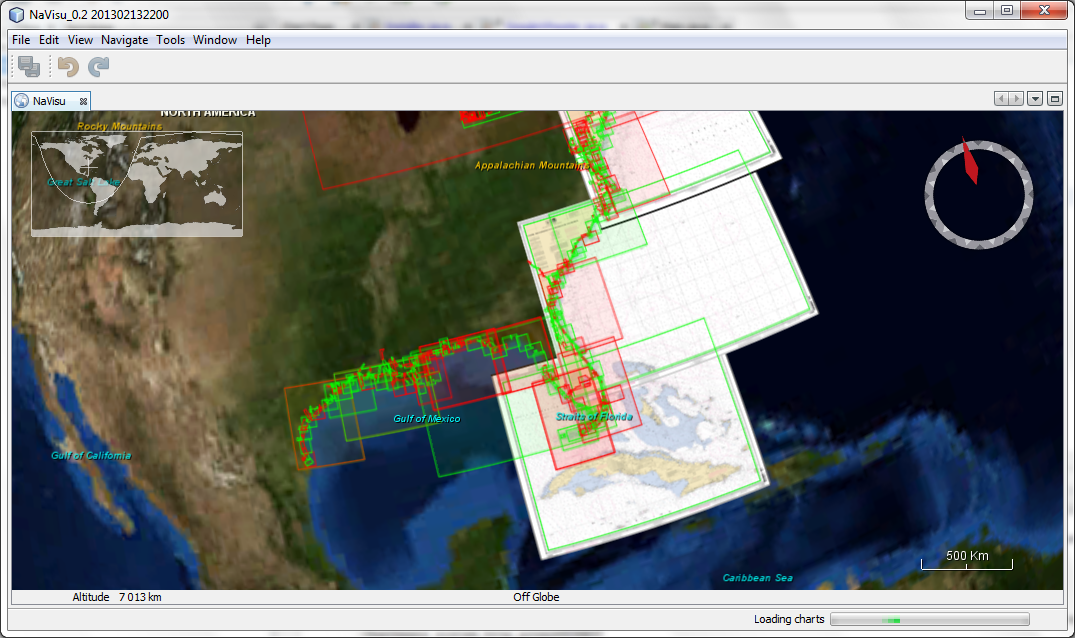 NaVisu_0.2 201302132200
File Edit View Navigate Tools Window Help
NaVisu
NORTH AMERICA
Rocky Mountains
Appalachian Mountains
Great Salt Lake
Gulf of Mexico
Straits of Florida
Gulf of California
500 Km
Caribbean Sea
Altitude 7 013 km
Off Globe
Loading charts